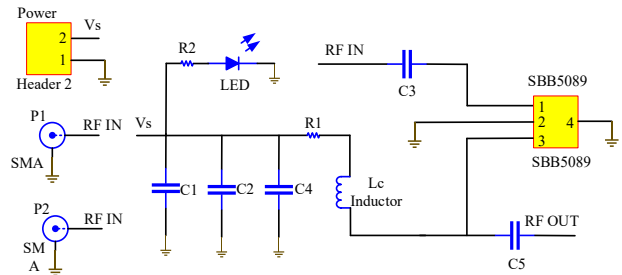 Power
Vs
2
1
Header 2
R2
LED
RF IN
C3
SBB5089
1
2
3
4
SBB5089
P1
RF IN
SMA
Vs
R1
C1
C2
C4
Lc
Inductor
P2
RF IN
SM
A
RF OUT
C5